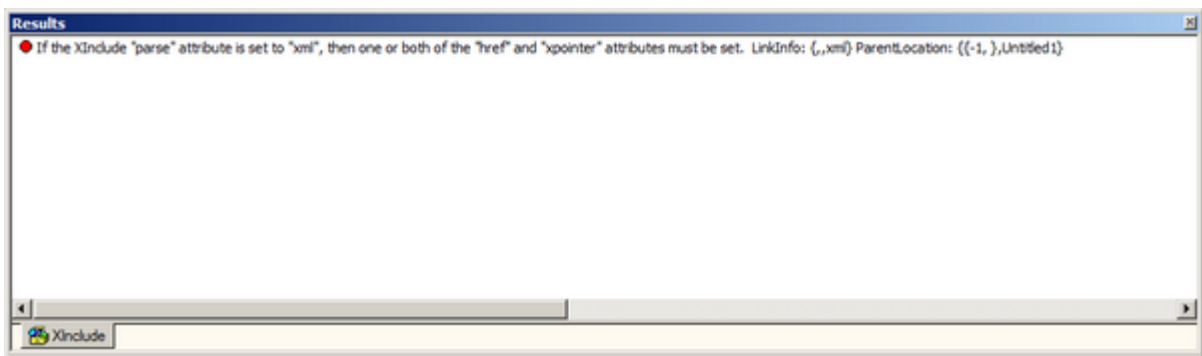 Results
If the XInclude "parse" attribute is set to "xml", then one or both of the "href" and "xpointer" attributes must be set. LinkInfo: {,,xml} ParentLocation: {{-1, },Untitled1}
XInclude